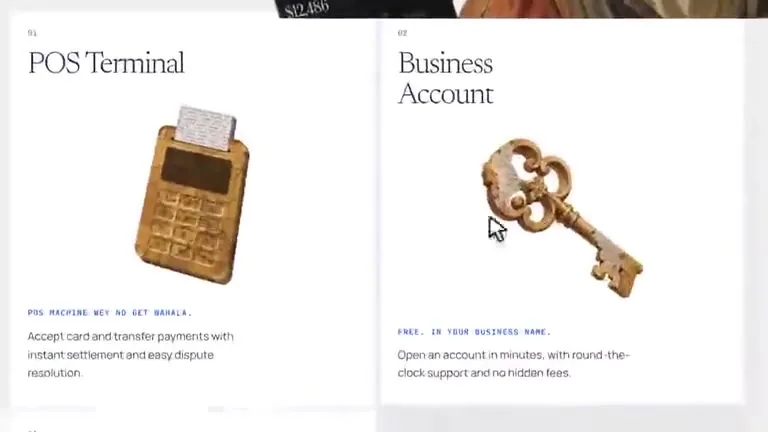 $12,486
01
POS Terminal
POS MACHINE WEY NO GET WAHALA.
Accept card and transfer payments with
instant settlement and easy dispute
resolution.
02
Business
Account
FREE. IN YOUR BUSINESS NAME.
Open an account in minutes, with round-the-
clock support and no hidden fees.